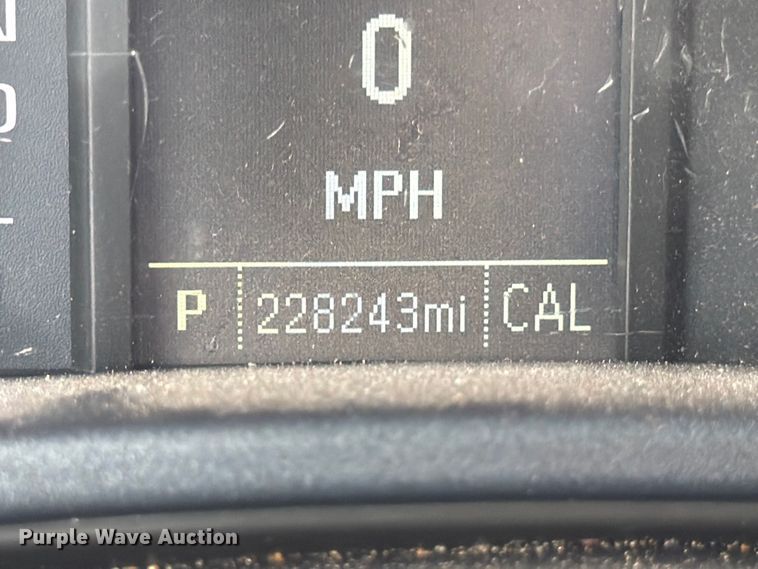 0
MPH
P 228243mi CAL
Purple Wave Auction